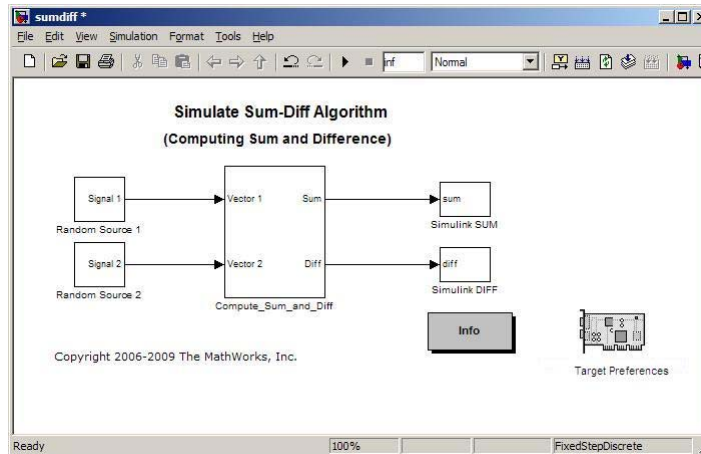 sumdiff *
File Edit View Simulation Format Tools Help
inf Normal
Simulate Sum-Diff Algorithm
(Computing Sum and Difference)
Signal 1
Random Source 1
Signal 2
Random Source 2
Vector 1 Sum
Vector 2 Diff
Compute_Sum_and_Diff
sum
Simulink SUM
diff
Simulink DIFF
Info
Target Preferences
Copyright 2006-2009 The MathWorks, Inc.
Ready 100% FixedStepDiscrete